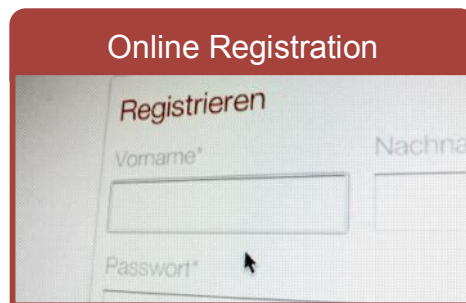 Online Registration
Registrieren
Vorname*
Nachna
Passwort*